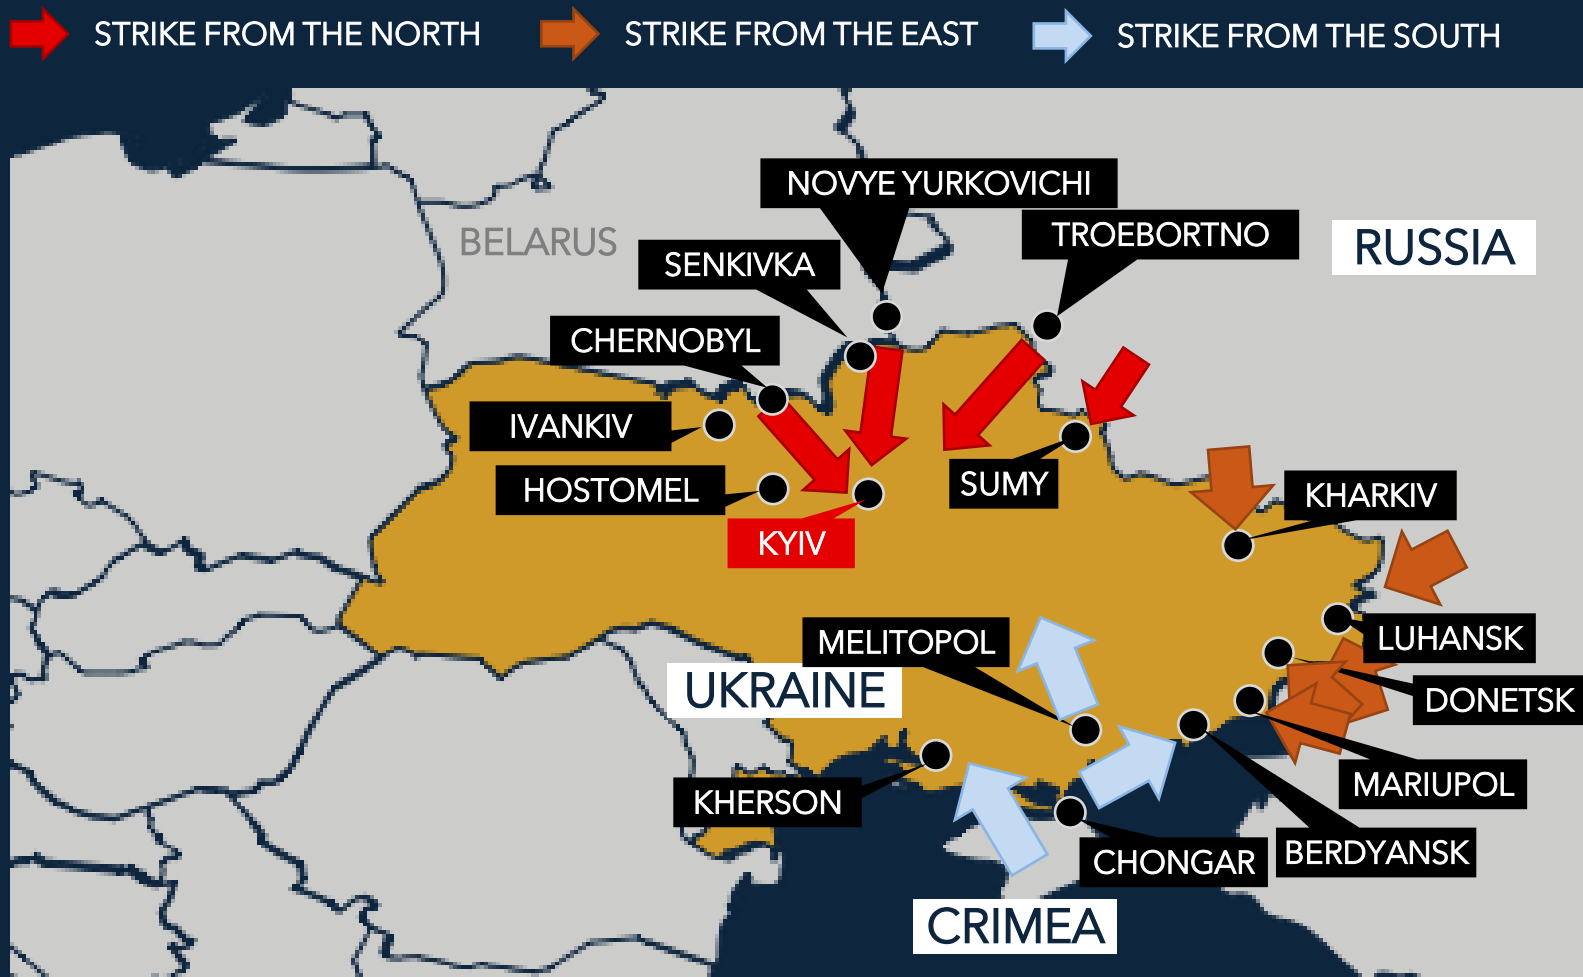 STRIKE FROM THE NORTH
STRIKE FROM THE EAST
STRIKE FROM THE SOUTH
NOVYE YURKOVICHI
TROEBORTNO
BELARUS
RUSSIA
SENKIVKA
CHERNOBYL
IVANKIV
SUMY
HOSTOMEL
KHARKIV
KYIV
MELITOPOL
LUHANSK
UKRAINE
DONETSK
MARIUPOL
KHERSON
BERDYANSK
CHONGAR
CRIMEA